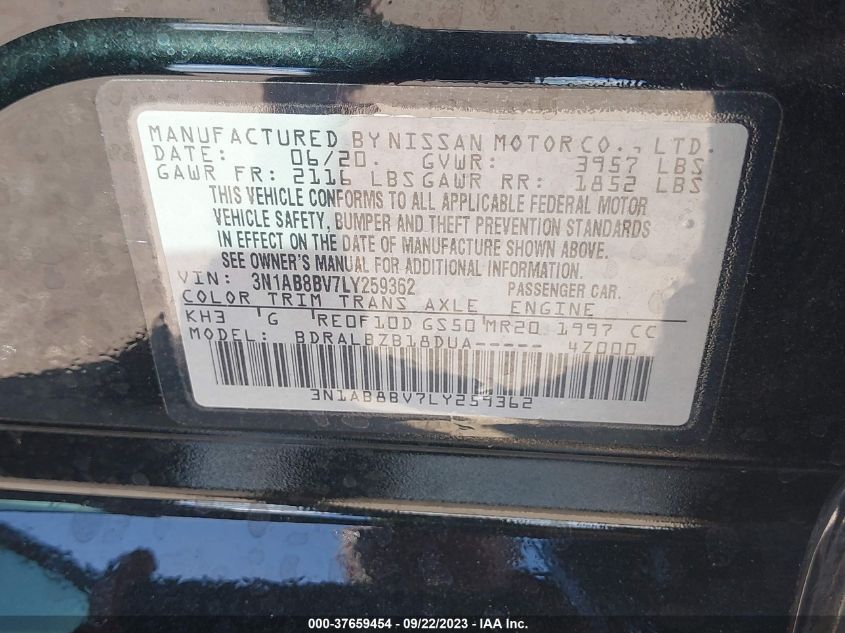 MANUFACTURED BY NISSAN MOTOR CO., LTD.
DATE: 06/20. GVWR: 3957 LBS
GAWR FR: 2116 LBS GAWR RR: 1852 LBS
THIS VEHICLE CONFORMS TO ALL APPLICABLE FEDERAL MOTOR
VEHICLE SAFETY, BUMPER AND THEFT PREVENTION STANDARDS
IN EFFECT ON THE DATE OF MANUFACTURE SHOWN ABOVE.
SEE OWNER'S MANUAL FOR ADDITIONAL INFORMATION.
VIN: 3N1AB8BV7LY259362 PASSENGER CAR.
COLOR TRIM TRANS AXLE ENGINE
KH3 G RE0F10D GS50 MR20 1997 CC
MODEL: BDRALBZB18DUA----- 4Z000
3N1AB8BV7LY259362
000-37659454 - 09/22/2023 - IAA Inc.